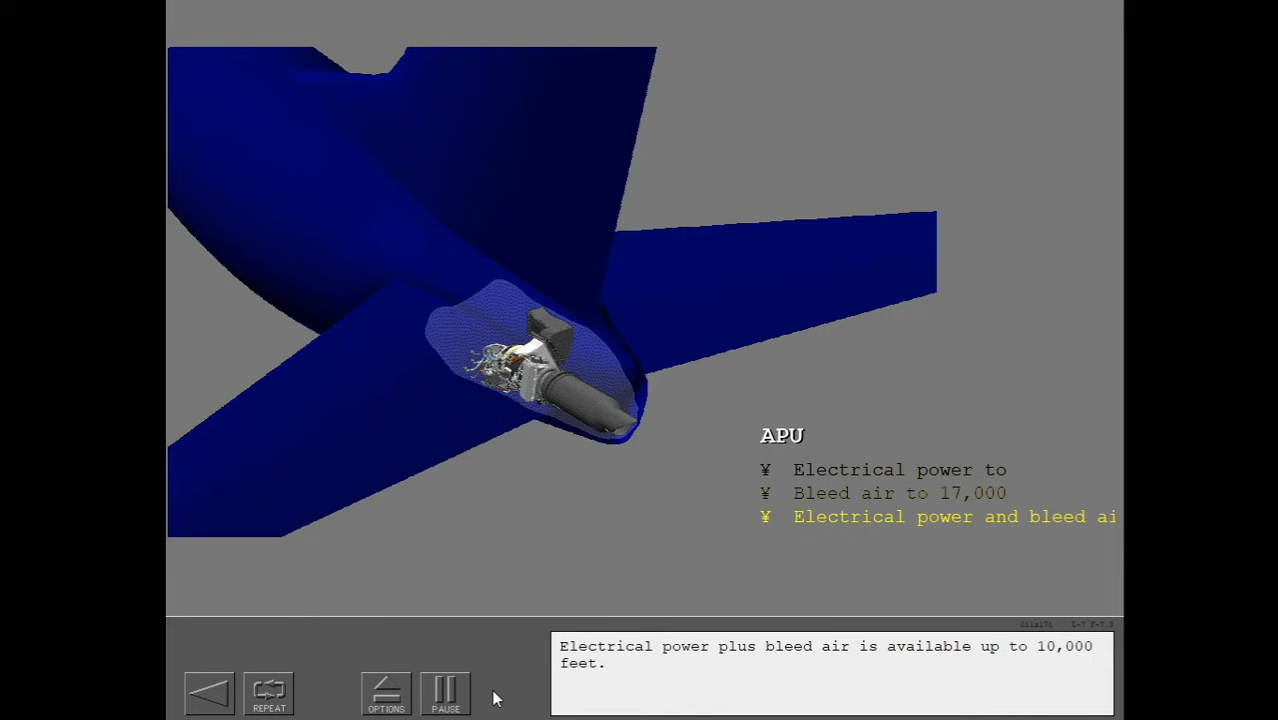 APU
¥ Electrical power to
¥ Bleed air to 17,000
¥ Electrical power and bleed ai
Electrical power plus bleed air is available up to 10,000
feet.
REPEAT
OPTIONS
PAUSE